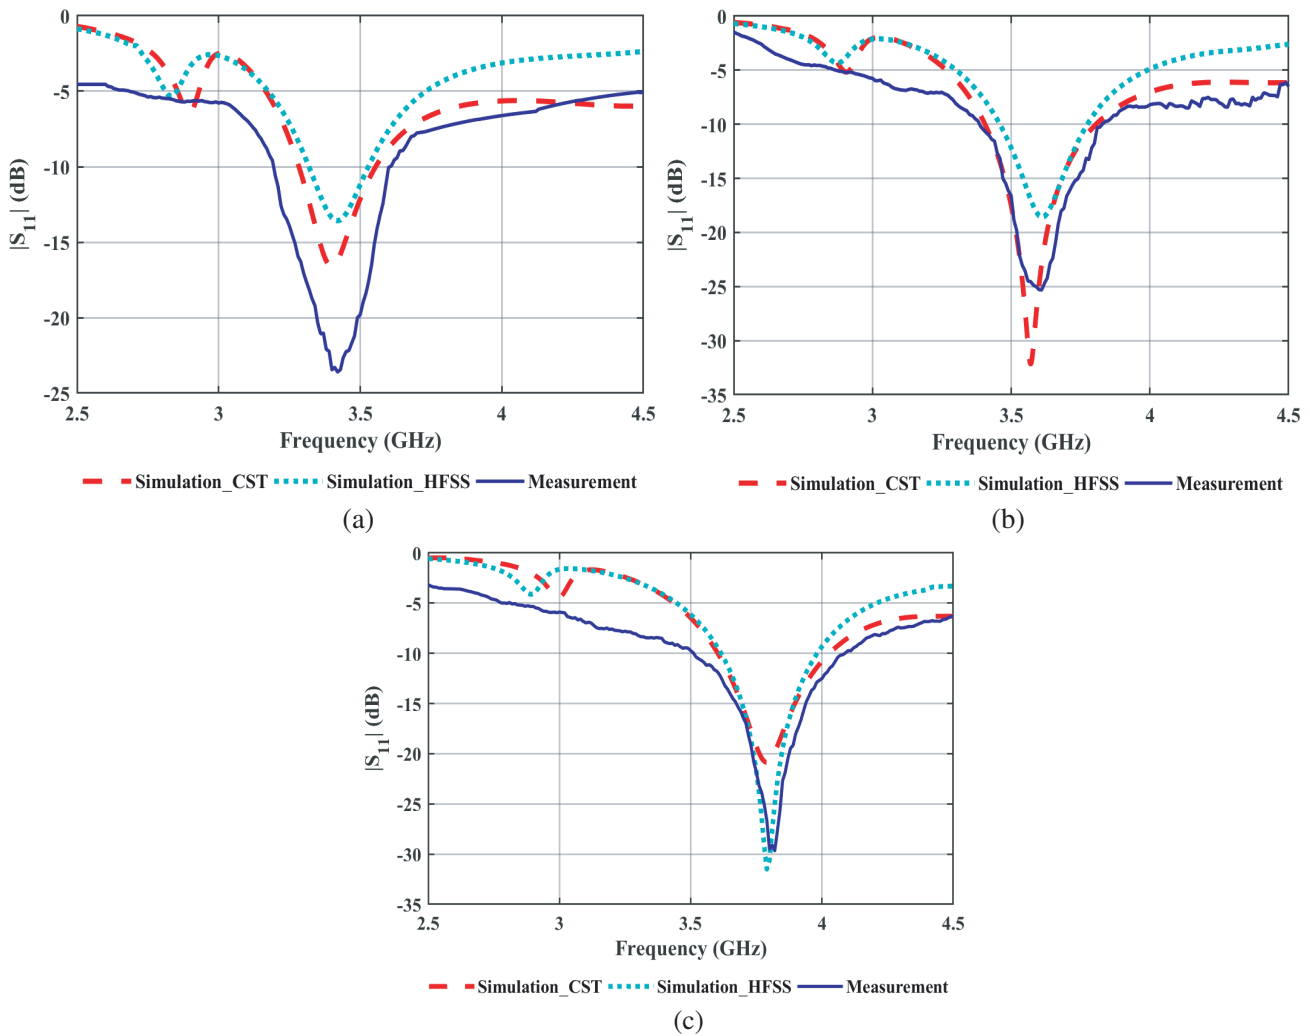 0
-5
-10
-15
-20
-25
|S11| (dB)
2.5 3 3.5 4 4.5
Frequency (GHz)
Simulation_CST Simulation_HFSS Measurement
(a)
0
-5
-10
-15
-20
-25
-30
-35
|S11| (dB)
2.5 3 3.5 4 4.5
Frequency (GHz)
Simulation_CST Simulation_HFSS Measurement
(b)
0
-5
-10
-15
-20
-25
-30
-35
|S11| (dB)
2.5 3 3.5 4 4.5
Frequency (GHz)
Simulation_CST Simulation_HFSS Measurement
(c)